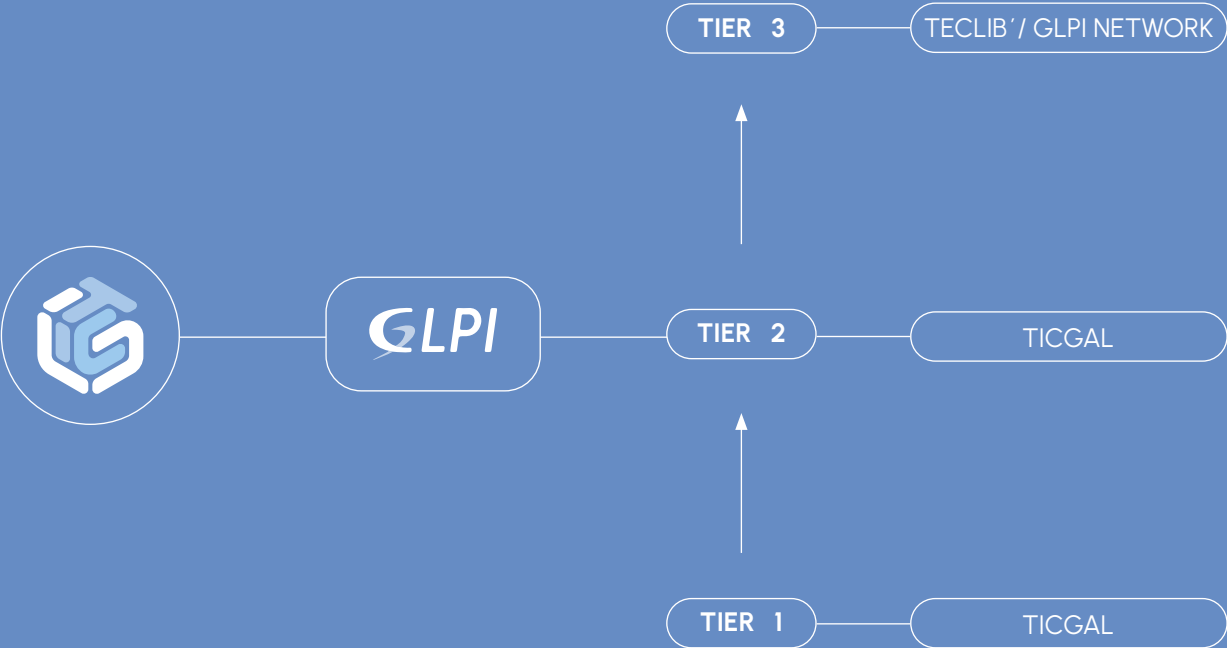 TIER 3
TECLIB´/ GLPI NETWORK
GLPI
TIER 2
TICGAL
TIER 1
TICGAL